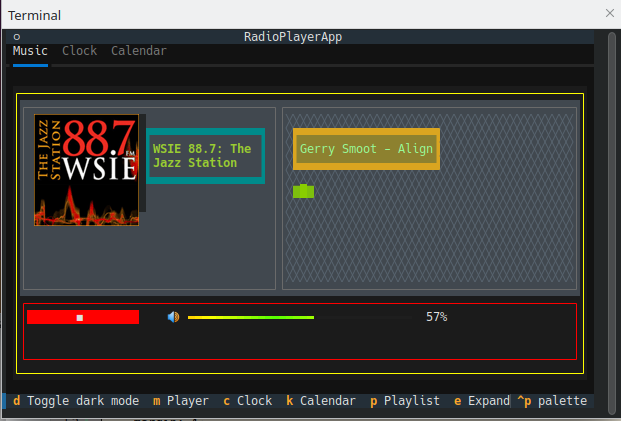 Terminal
RadioPlayerApp
Music Clock Calendar
THE JAZZ
STATION
88.7
FM
WSIE
WSIE 88.7: The
Jazz Station
Gerry Smoot - Align
57%
d Toggle dark mode m Player c Clock k Calendar p Playlist e Expand ^p palette